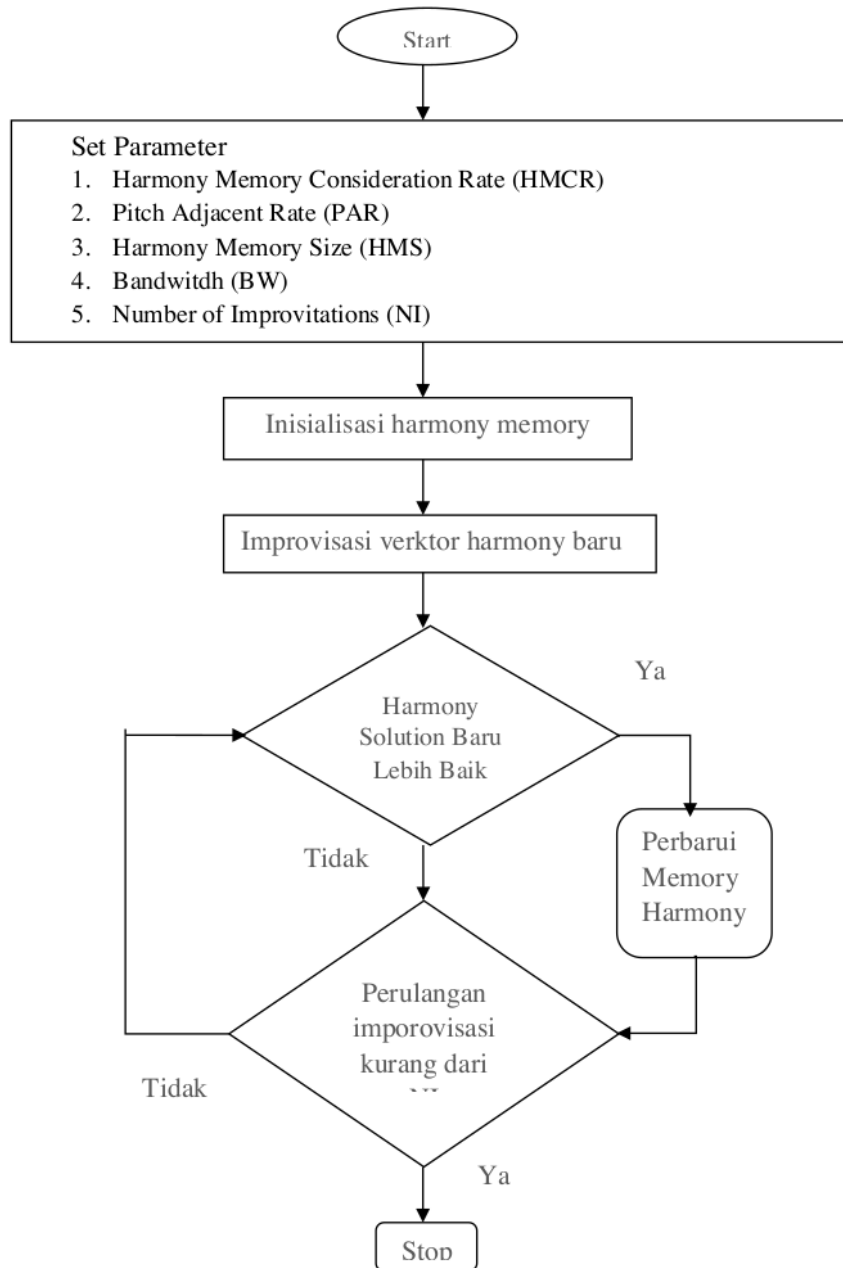 Start
Set Parameter
1. Harmony Memory Consideration Rate (HMCR)
2. Pitch Adjacent Rate (PAR)
3. Harmony Memory Size (HMS)
4. Bandwitdh (BW)
5. Number of Improvitations (NI)
Inisialisasi harmony memory
Improvisasi verktor harmony baru
Ya
Harmony
Solution Baru
Lebih Baik
Tidak
Perbarui
Memory
Harmony
Perulangan
imporovisasi
kurang dari
NI
Tidak
Ya
Stop